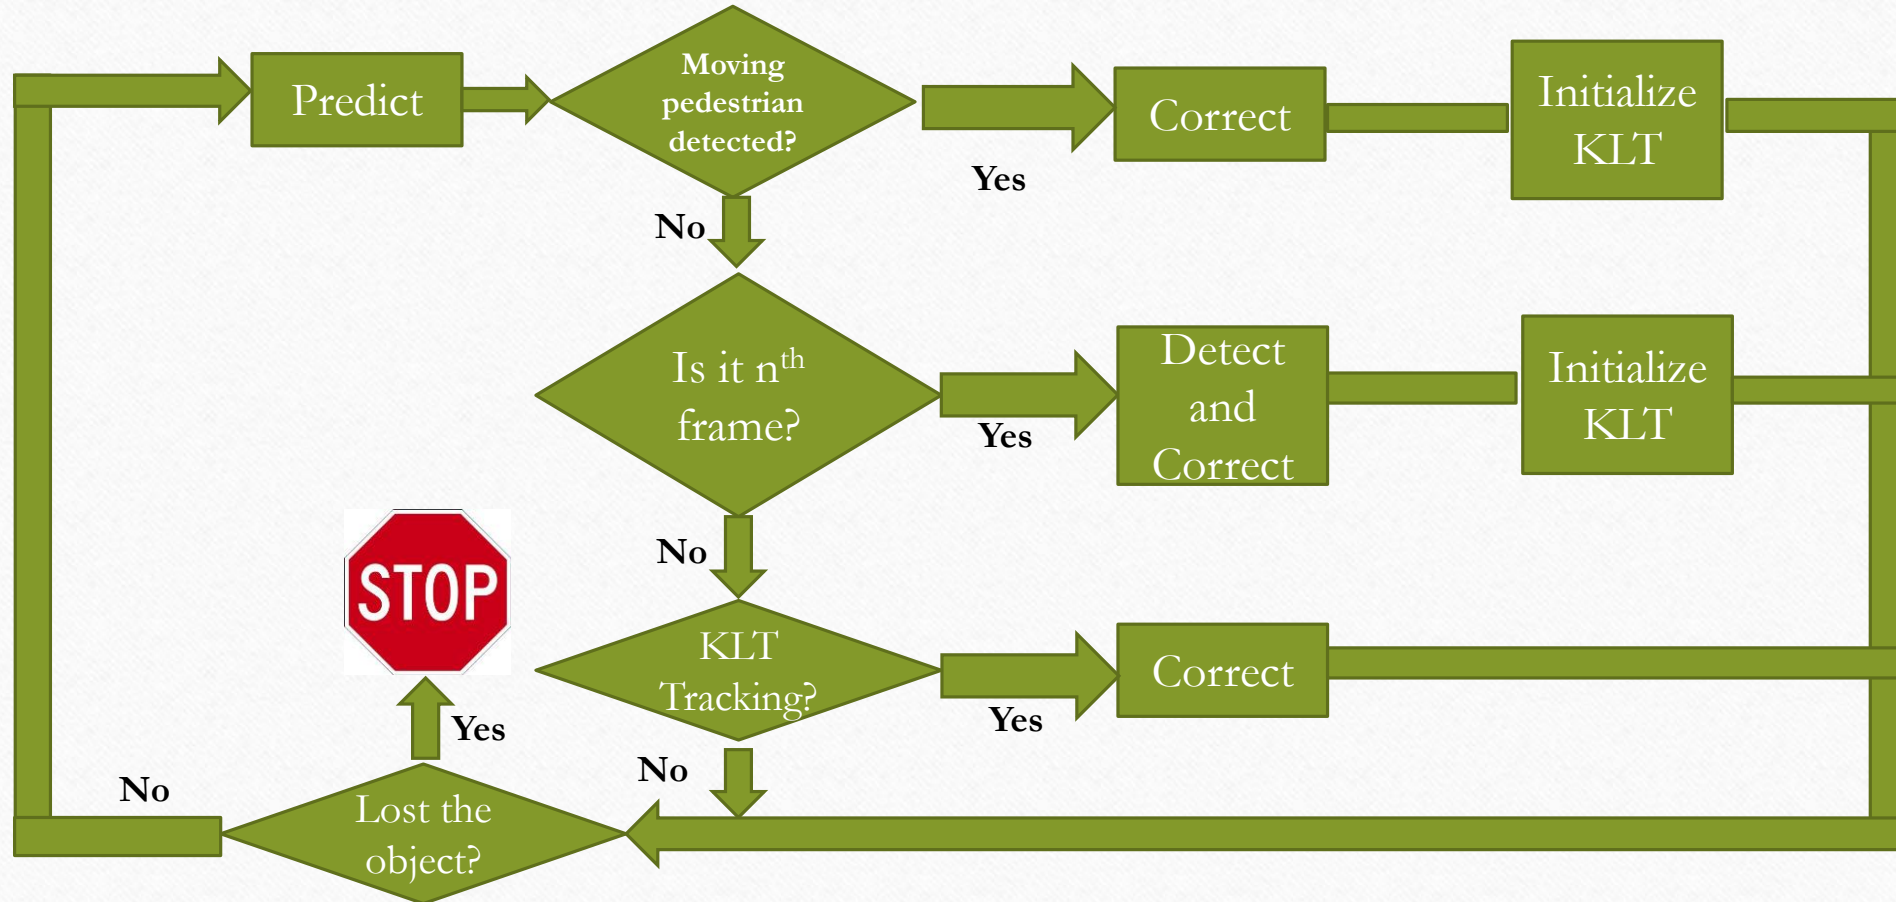 Predict
Moving
pedestrian
detected?
Yes
Correct
Initialize
KLT
No
Is it nᵗʰ
frame?
Yes
Detect
and
Correct
Initialize
KLT
No
STOP
KLT
Tracking?
Yes
Correct
Yes
No
No
Lost the
object?